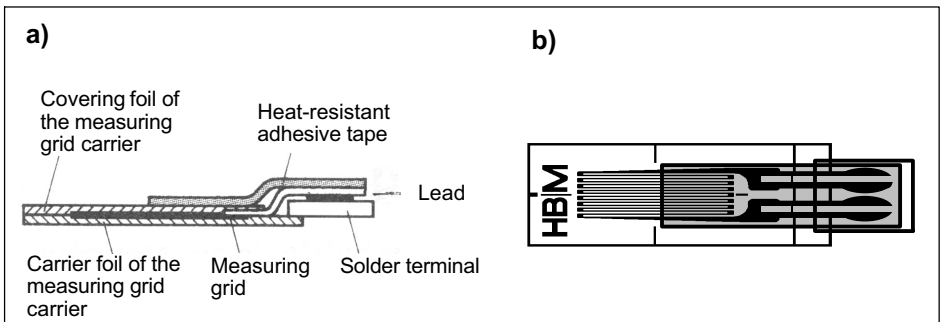 a)
Covering foil of
the measuring
grid carrier
Heat-resistant
adhesive tape
Lead
Carrier foil of the
measuring grid
carrier
Measuring
grid
Solder terminal
b)
HBM